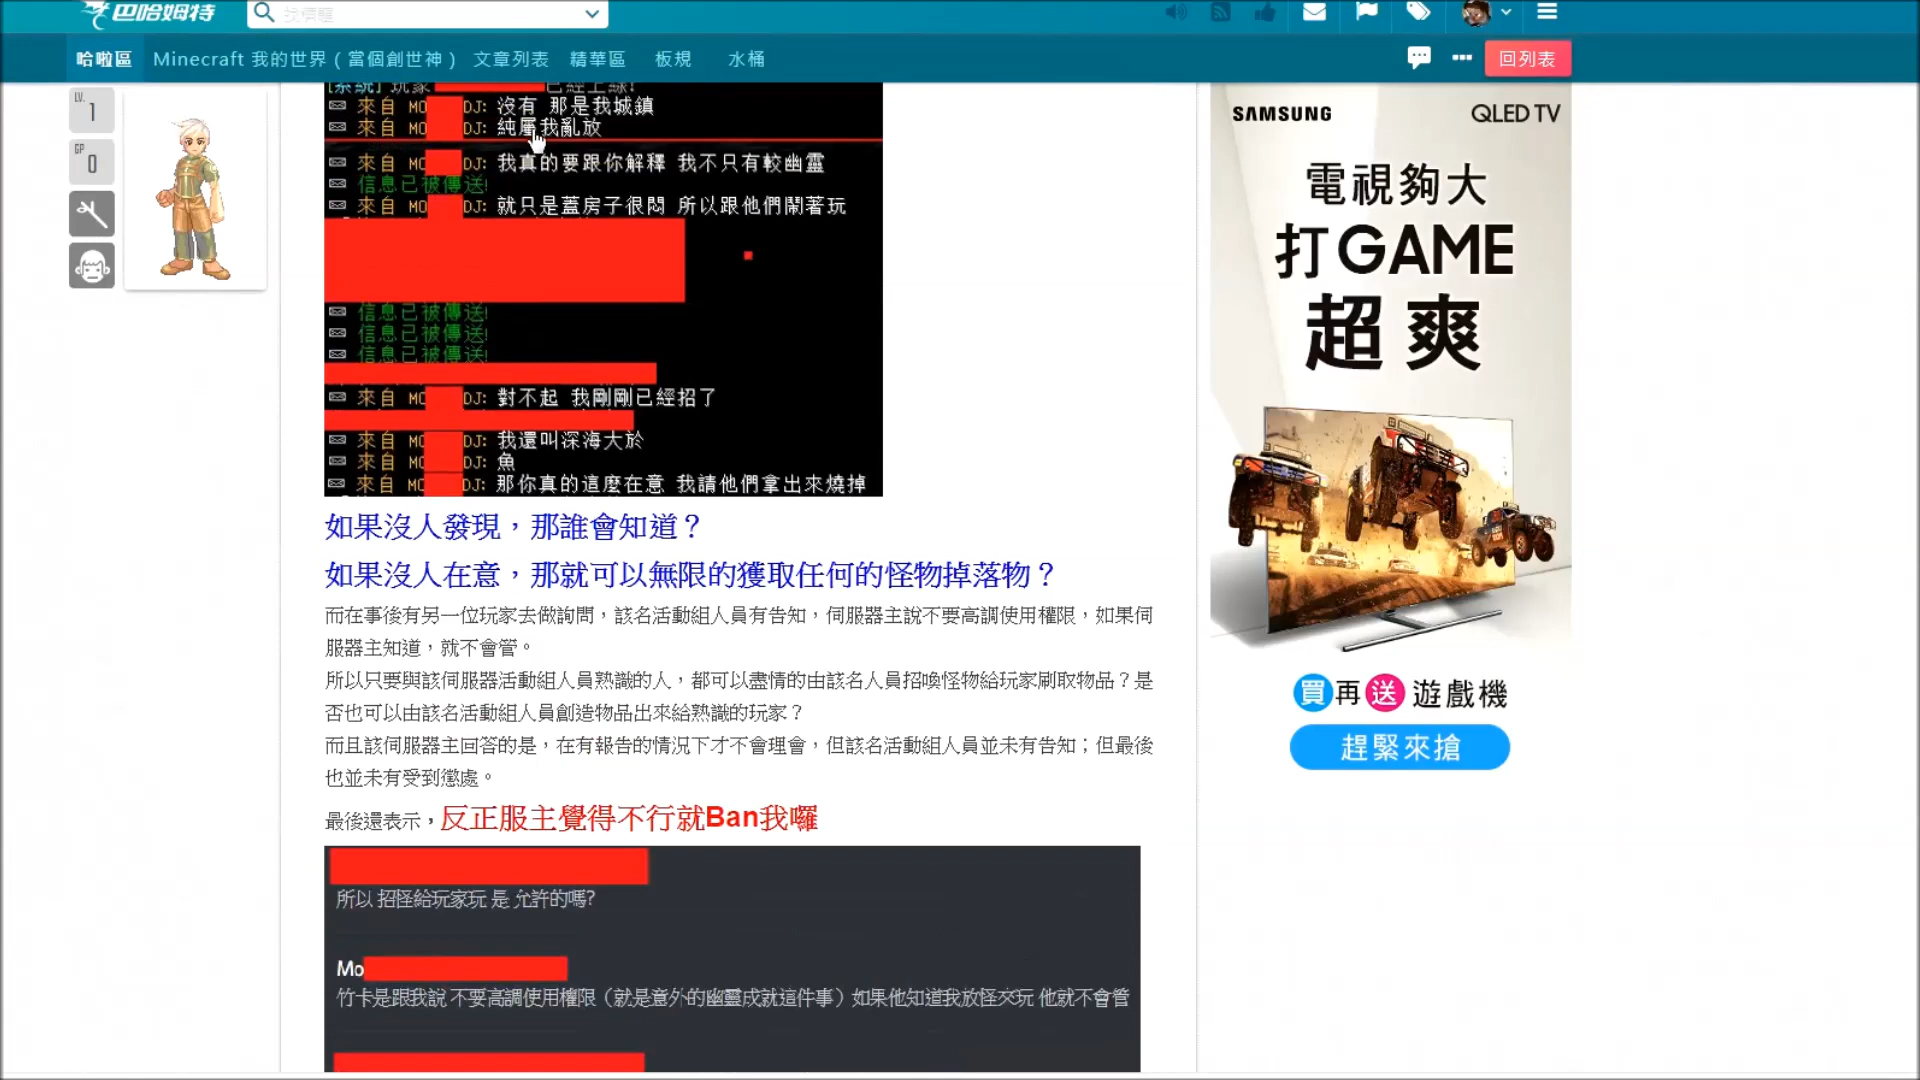 巴哈姆特
找標題
哈啦區 Minecraft 我的世界 ( 當個創世神 ) 文章列表 精華區 板規 水桶 回列表
LV. 1
GP 0
[系統] 玩家 已經上線!
來自 MO DJ: 沒有 那是我城鎮
來自 MO DJ: 純屬我亂放
來自 MO DJ: 我真的要跟你解釋 我不只有較幽靈
信息已被傳送!
來自 MO DJ: 就只是蓋房子很悶 所以跟他們鬧著玩
信息已被傳送!
信息已被傳送!
信息已被傳送!
來自 MO DJ: 對不起 我剛剛已經招了
來自 MO DJ: 我還叫深海大於
來自 MO DJ: 魚
來自 MO DJ: 那你真的這麼在意 我請他們拿出來燒掉
如果沒人發現，那誰會知道？
如果沒人在意，那就可以無限的獲取任何的怪物掉落物？
而在事後有另一位玩家去做詢問，該名活動組人員有告知，伺服器主說不要高調使用權限，如果伺
服器主知道，就不會管。
所以只要與該伺服器活動組人員熟識的人，都可以盡情的由該名人員招喚怪物給玩家刷取物品？是
否也可以由該名活動組人員創造物品出來給熟識的玩家？
而且該伺服器主回答的是，在有報告的情況下才不會理會，但該名活動組人員並未有告知；但最後
也並未有受到懲處。
最後還表示，反正服主覺得不行就Ban我囉
所以 招怪給玩家玩 是 允許的嗎?
Mo
竹卡是跟我說 不要高調使用權限（就是意外的幽靈成就這件事）如果他知道我放怪交玩 他就不會管
SAMSUNG QLED TV
電視夠大
打GAME
超爽
買再送遊戲機
趕緊來搶